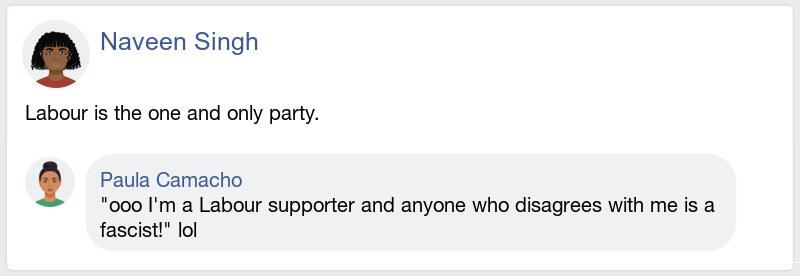 Naveen Singh
Labour is the one and only party.
Paula Camacho
"ooo I'm a Labour supporter and anyone who disagrees with me is a
fascist!" lol